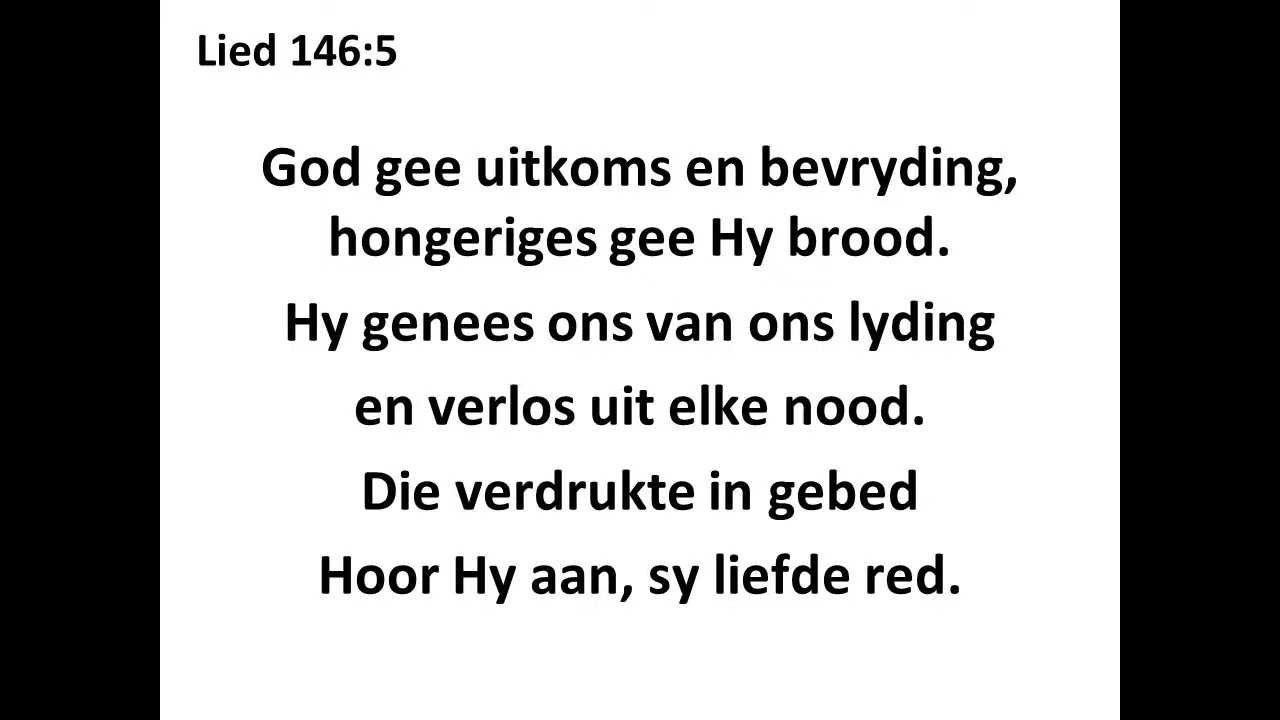 Lied 146:5
God gee uitkoms en bevryding,
hongeriges gee Hy brood.
Hy genees ons van ons lyding
en verlos uit elke nood.
Die verdrukte in gebed
Hoor Hy aan, sy liefde red.